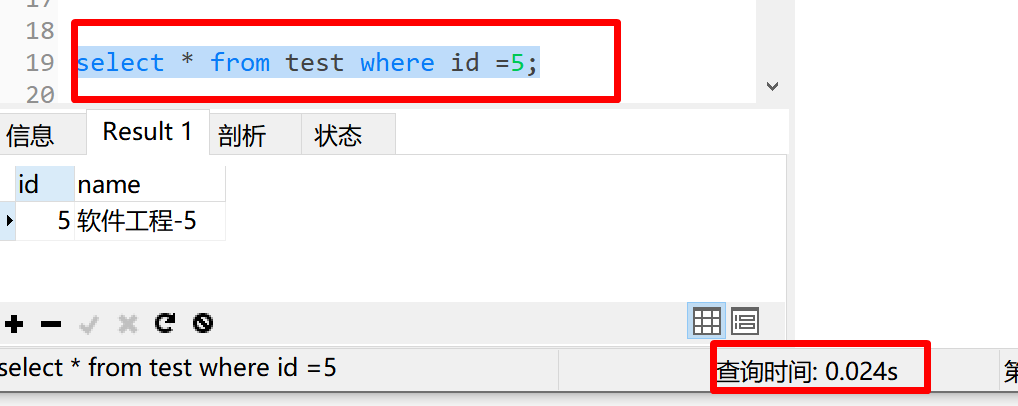 17
18
19 select * from test where id =5;
20
信息 Result 1 剖析 状态
id name
5 软件工程-5
select * from test where id =5 查询时间: 0.024s 第